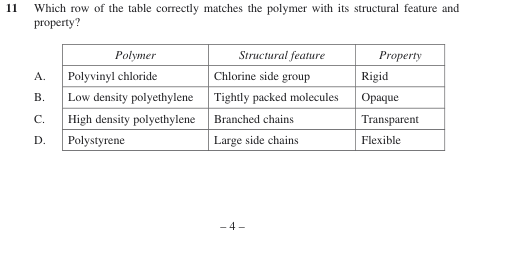 11 Which row of the table correctly matches the polymer with its structural feature and
property?
Polymer Structural feature Property
A. Polyvinyl chloride Chlorine side group Rigid
B. Low density polyethylene Tightly packed molecules Opaque
C. High density polyethylene Branched chains Transparent
D. Polystyrene Large side chains Flexible
– 4 –